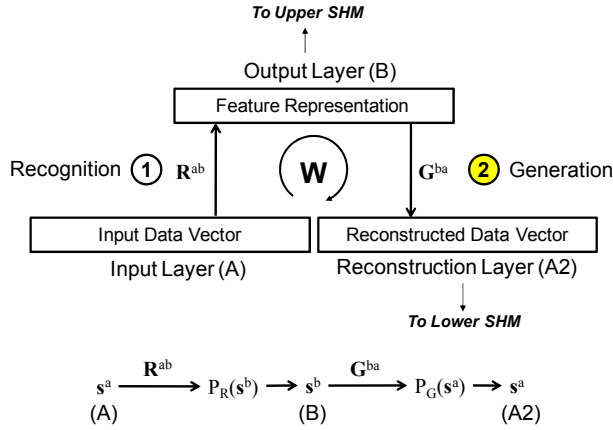 To Upper SHM
Output Layer (B)
Feature Representation
Recognition 1 R^ab W G^ba 2 Generation
Input Data Vector Reconstructed Data Vector
Input Layer (A) Reconstruction Layer (A2)
To Lower SHM
R^ab G^ba
s^a P_R(s^b) s^b P_G(s^a) s^a
(A) (B) (A2)